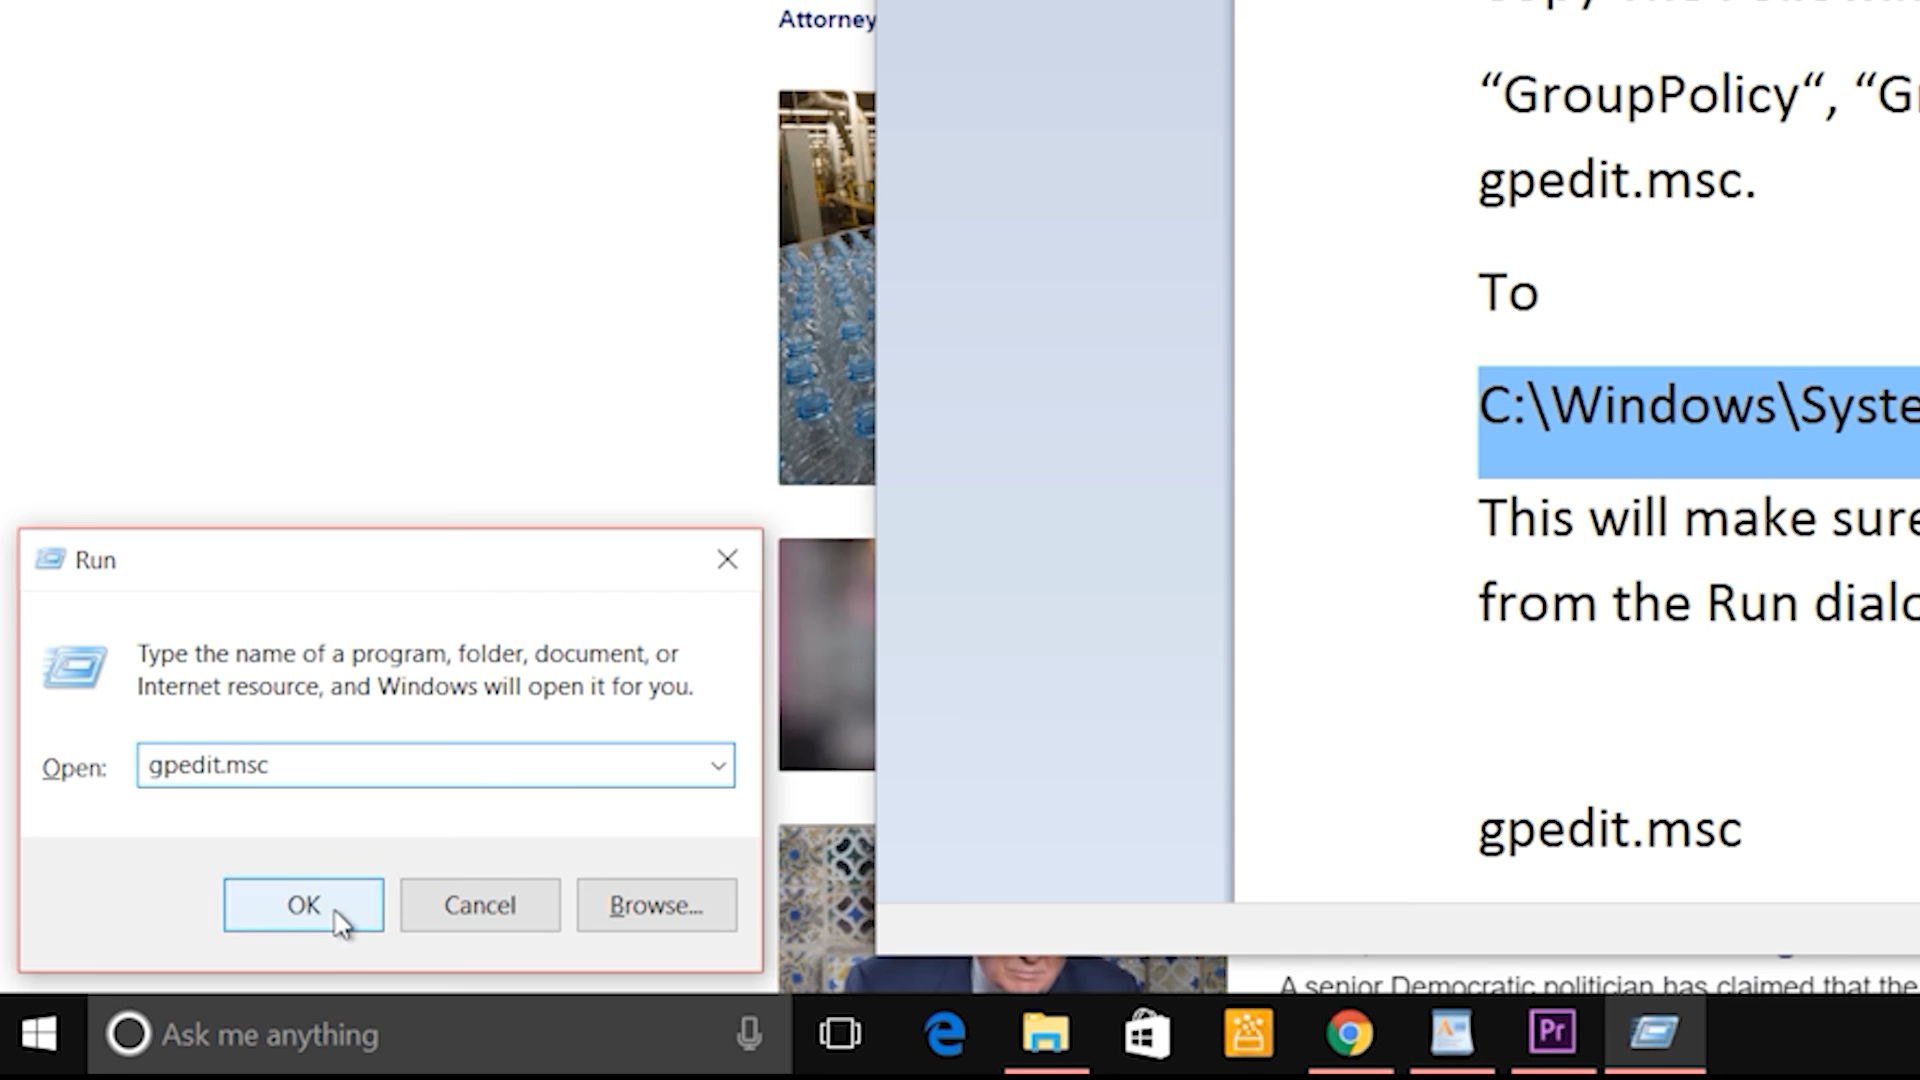 Attorney
“GroupPolicy“, “G
gpedit.msc.
To
C:\Windows\Syste
This will make sure
from the Run dialo
gpedit.msc
Run
Type the name of a program, folder, document, or
Internet resource, and Windows will open it for you.
Open: gpedit.msc
OK Cancel Browse...
A senior Democratic politician has claimed that the
Ask me anything
Pr